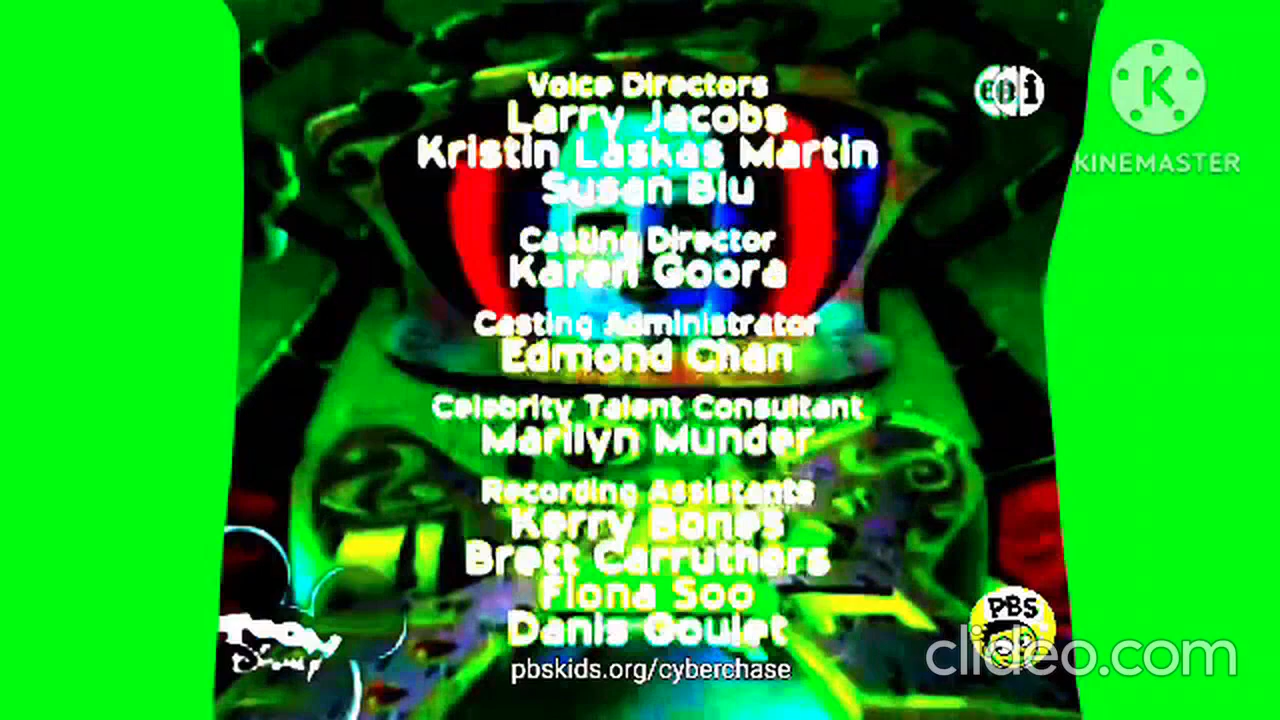 Voice Directors
Larry Jacobs
Kristin Laskas Martin
Susan Blu
Casting Director
Karen Goora
Casting Administrator
Edmond Chan
Celebrity Talent Consultant
Marilyn Munder
Recording Assistants
Kerry Bones
Brett Carruthers
Fiona Soo
Danis Goulet
pbskids.org/cyberchase
K
KINEMASTER
PBS
clideo.com
Disney